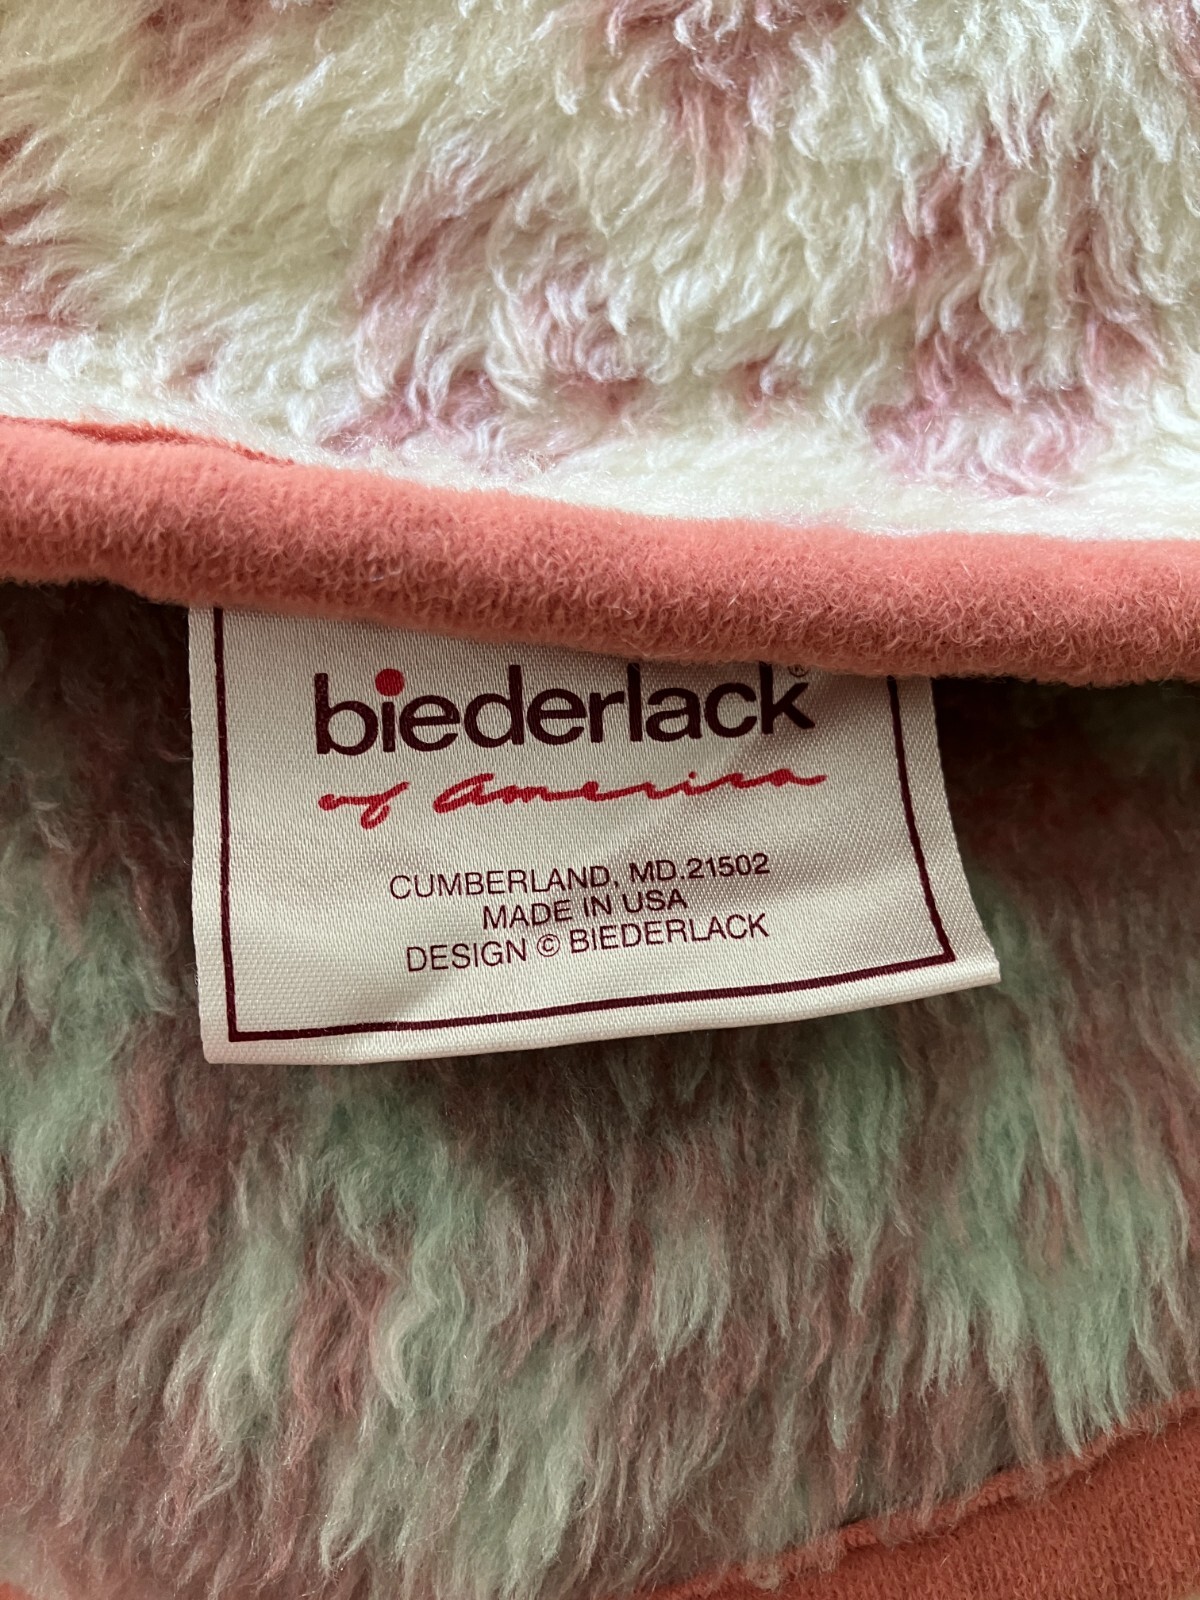 biederlack®
of america
CUMBERLAND, MD.21502
MADE IN USA
DESIGN © BIEDERLACK